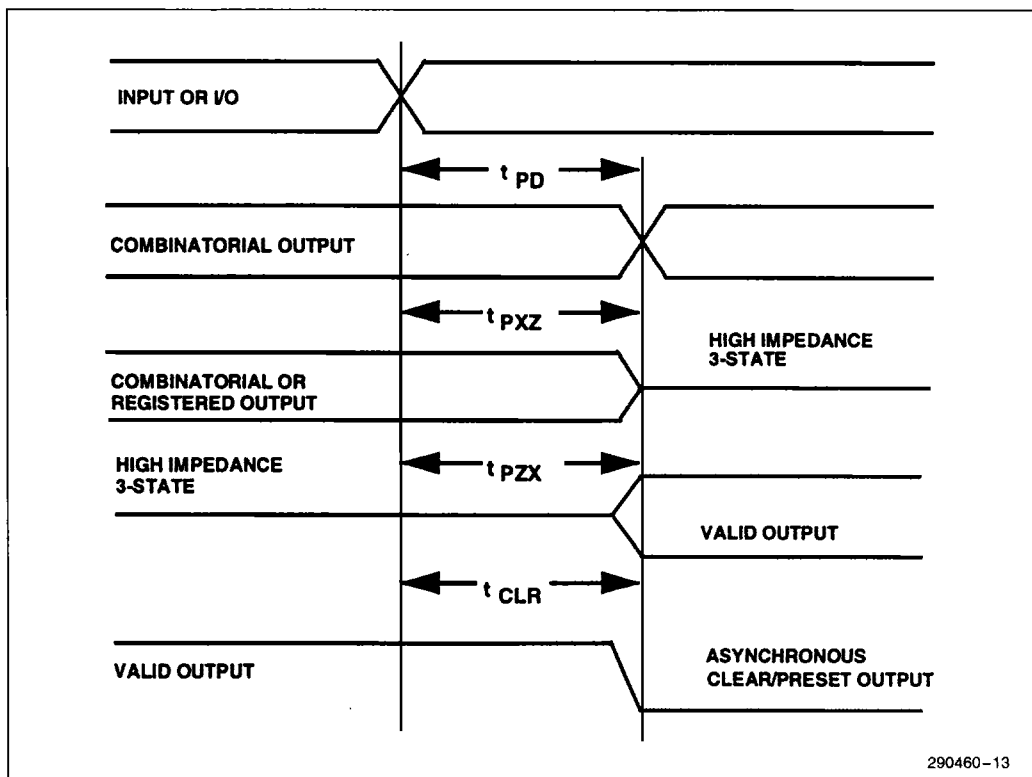 INPUT OR I/O
t PD
COMBINATORIAL OUTPUT
t PXZ
HIGH IMPEDANCE
3-STATE
COMBINATORIAL OR
REGISTERED OUTPUT
HIGH IMPEDANCE
3-STATE
t PZX
VALID OUTPUT
t CLR
VALID OUTPUT
ASYNCHRONOUS
CLEAR/PRESET OUTPUT
290460-13